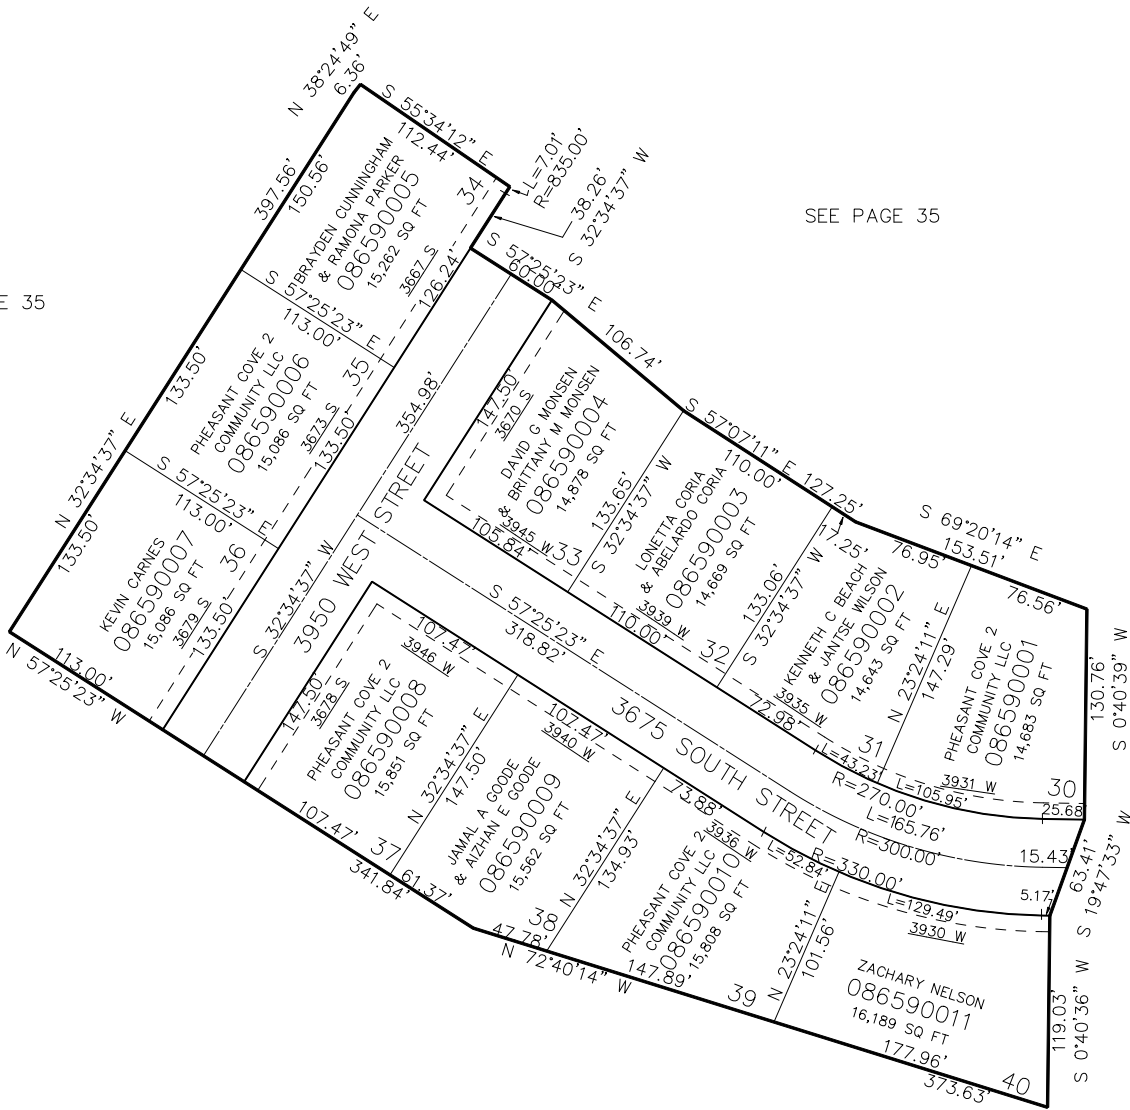 N 38°24'49" E
6.36'
S 55°34'12" E
112.44'
LL=7.01'
R=835.00'
38.26'
S 32°34'37" W
SEE PAGE 35
E 35
397.56'
150.56'
BRAYDEN CUNNINGHAM
& RAMONA PARKER
086590005
15,262 SQ FT
3667 S
34
126.24'
S 57°25'23" E
60.00'
S 57°25'23" E
113.00'
133.50'
PHEASANT COVE 2
COMMUNITY LLC
086590006
15,086 SQ FT
3673 S
35
133.50'
N 32°34'37" E
S 57°25'23" E
113.00'
133.50'
KEVIN CARNES
086590007
15,086 SQ FT
3679 S
36
133.50'
113.00'
N 57°25'23" W
354.98'
3950 WEST STREET
S 32°34'37" W
106.74'
147.50'
3670 S
DAVID G MONSEN
& BRITTANY M MONSEN
086590004
14,878 SQ FT
3945 W
33
105.84'
133.65'
S 32°34'37" W
S 57°07'11" E
127.25'
110.00'
LONETTA CORIA
& ABELARDO CORIA
086590003
14,669 SQ FT
3939 W
32
110.00'
133.06'
S 32°34'37" W
17.25'
76.95'
S 69°20'14" E
153.51'
76.56'
KENNETH C BEACH
& JANTSE WILSON
086590002
14,643 SQ FT
3935 W
31
72.98'
LL=43.23'
N 23°24'11" E
147.29'
PHEASANT COVE 2
COMMUNITY LLC
086590001
14,683 SQ FT
3931 W
30
L=105.95'
25.68
130.76'
S 0°40'39" W
R=270.00'
L=165.76'
R=300.00'
15.43'
S 57°25'23" E
318.82'
3675 SOUTH STREET
63.41'
S 19°47'33" W
5.17'
107.47'
3946 W
147.50'
3678 S
PHEASANT COVE 2
COMMUNITY LLC
086590008
15,851 SQ FT
37
107.47'
341.84'
N 32°34'37" E
147.50'
107.47'
3940 W
JAMAL A GOODE
& AIZHAN E GOODE
086590009
15,562 SQ FT
38
61.37'
47.78'
N 72°40'14" W
N 32°34'37" E
134.93'
73.88'
3936 W
L=52.84'
R=330.00'
PHEASANT COVE 2
COMMUNITY LLC
086590010
15,808 SQ FT
39
147.89'
N 23°24'11" E
101.56'
L=129.49'
3930 W
ZACHARY NELSON
086590011
16,189 SQ FT
40
177.96'
373.63'
119.03'
S 0°40'36" W